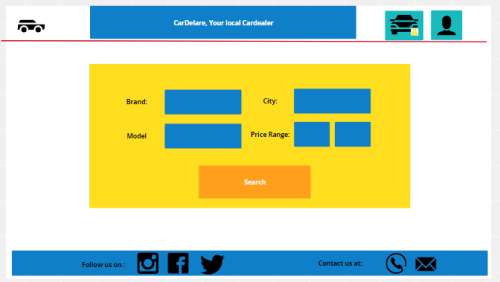 CarDelare, Your local Cardealer
Brand: City:
Model Price Range:
Search
Follow us on : Contact us at: